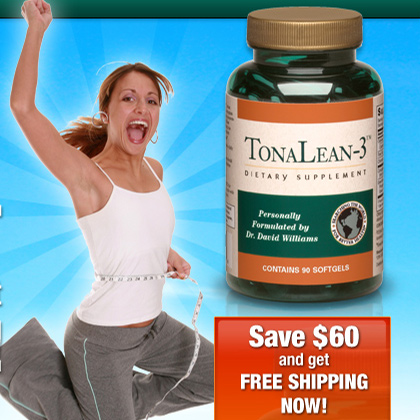 TONALEAN-3™
DIETARY SUPPLEMENT
Personally
Formulated by
Dr. David Williams
CONTAINS 90 SOFTGELS
Save $60
and get
FREE SHIPPING
NOW!